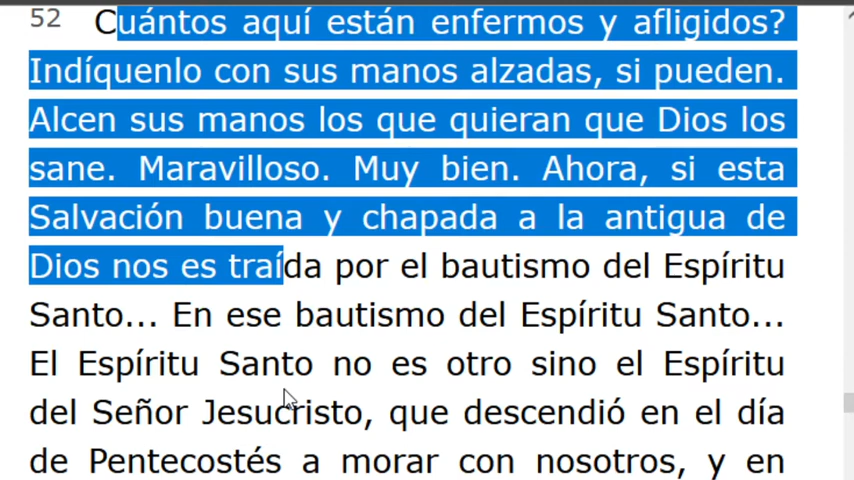 52 Cuántos aquí están enfermos y afligidos?
Indíquenlo con sus manos alzadas, si pueden.
Alcen sus manos los que quieran que Dios los
sane. Maravilloso. Muy bien. Ahora, si esta
Salvación buena y chapada a la antigua de
Dios nos es traída por el bautismo del Espíritu
Santo... En ese bautismo del Espíritu Santo...
El Espíritu Santo no es otro sino el Espíritu
del Señor Jesucristo, que descendió en el día
de Pentecostés a morar con nosotros, y en